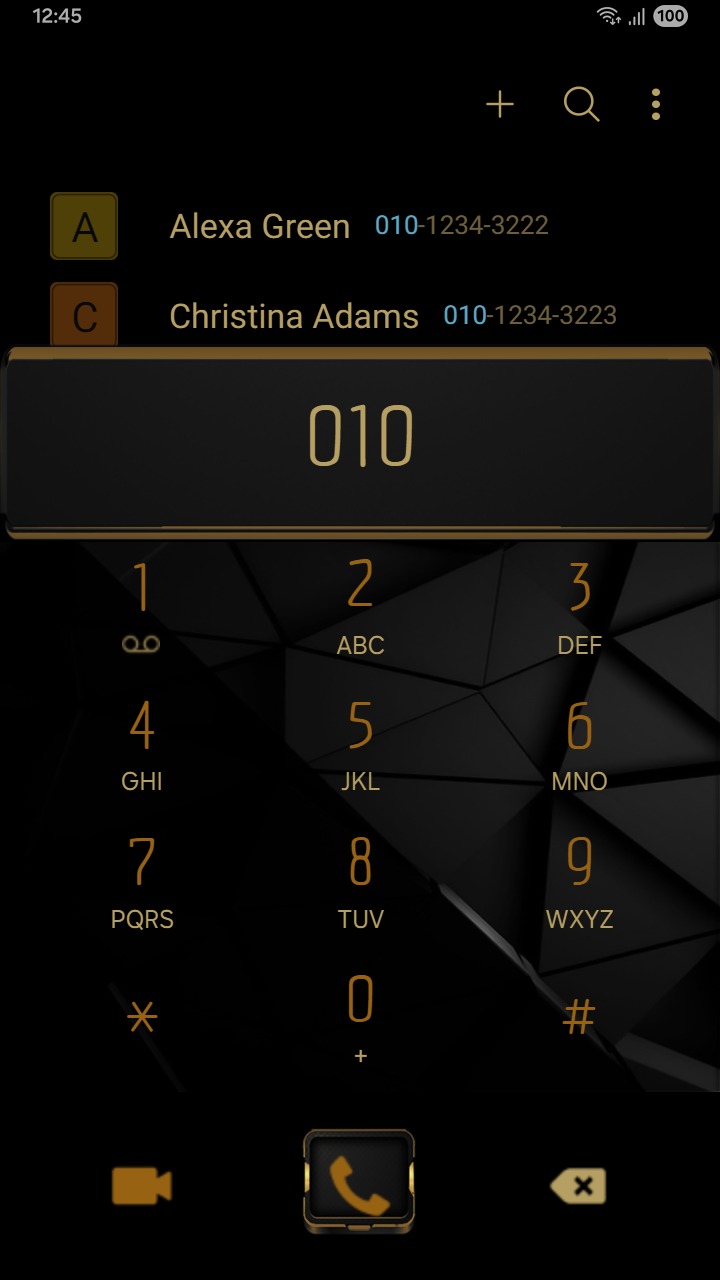 12:45 100
A Alexa Green 010-1234-3222
C Christina Adams 010-1234-3223
010
1 2 3
ABC DEF
4 5 6
GHI JKL MNO
7 8 9
PQRS TUV WXYZ
* 0 #
+